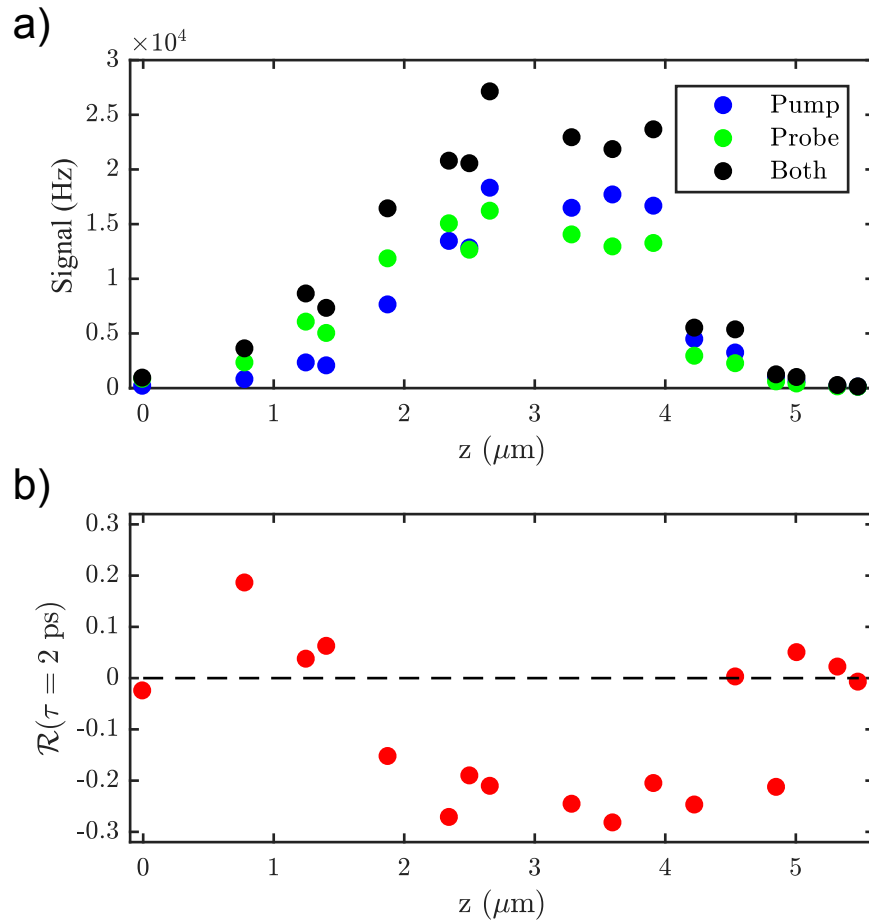 a)
×10⁴
3
2.5
2
1.5
1
0.5
0
Signal (Hz)
Pump
Probe
Both
0 1 2 3 4 5
z (μm)
b)
0.3
0.2
0.1
0
-0.1
-0.2
-0.3
ℛ(τ = 2 ps)
0 1 2 3 4 5
z (μm)